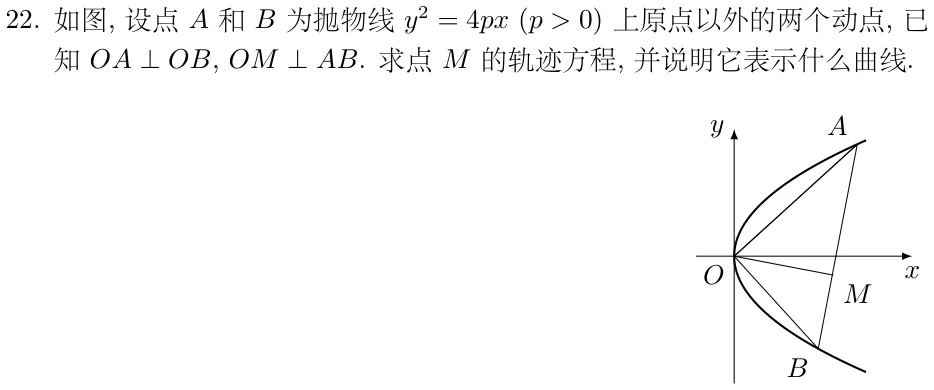 22. 如图, 设点 A 和 B 为抛物线 y² = 4px (p > 0) 上原点以外的两个动点, 已
知 OA ⊥ OB, OM ⊥ AB. 求点 M 的轨迹方程, 并说明它表示什么曲线.
y
A
O
x
M
B